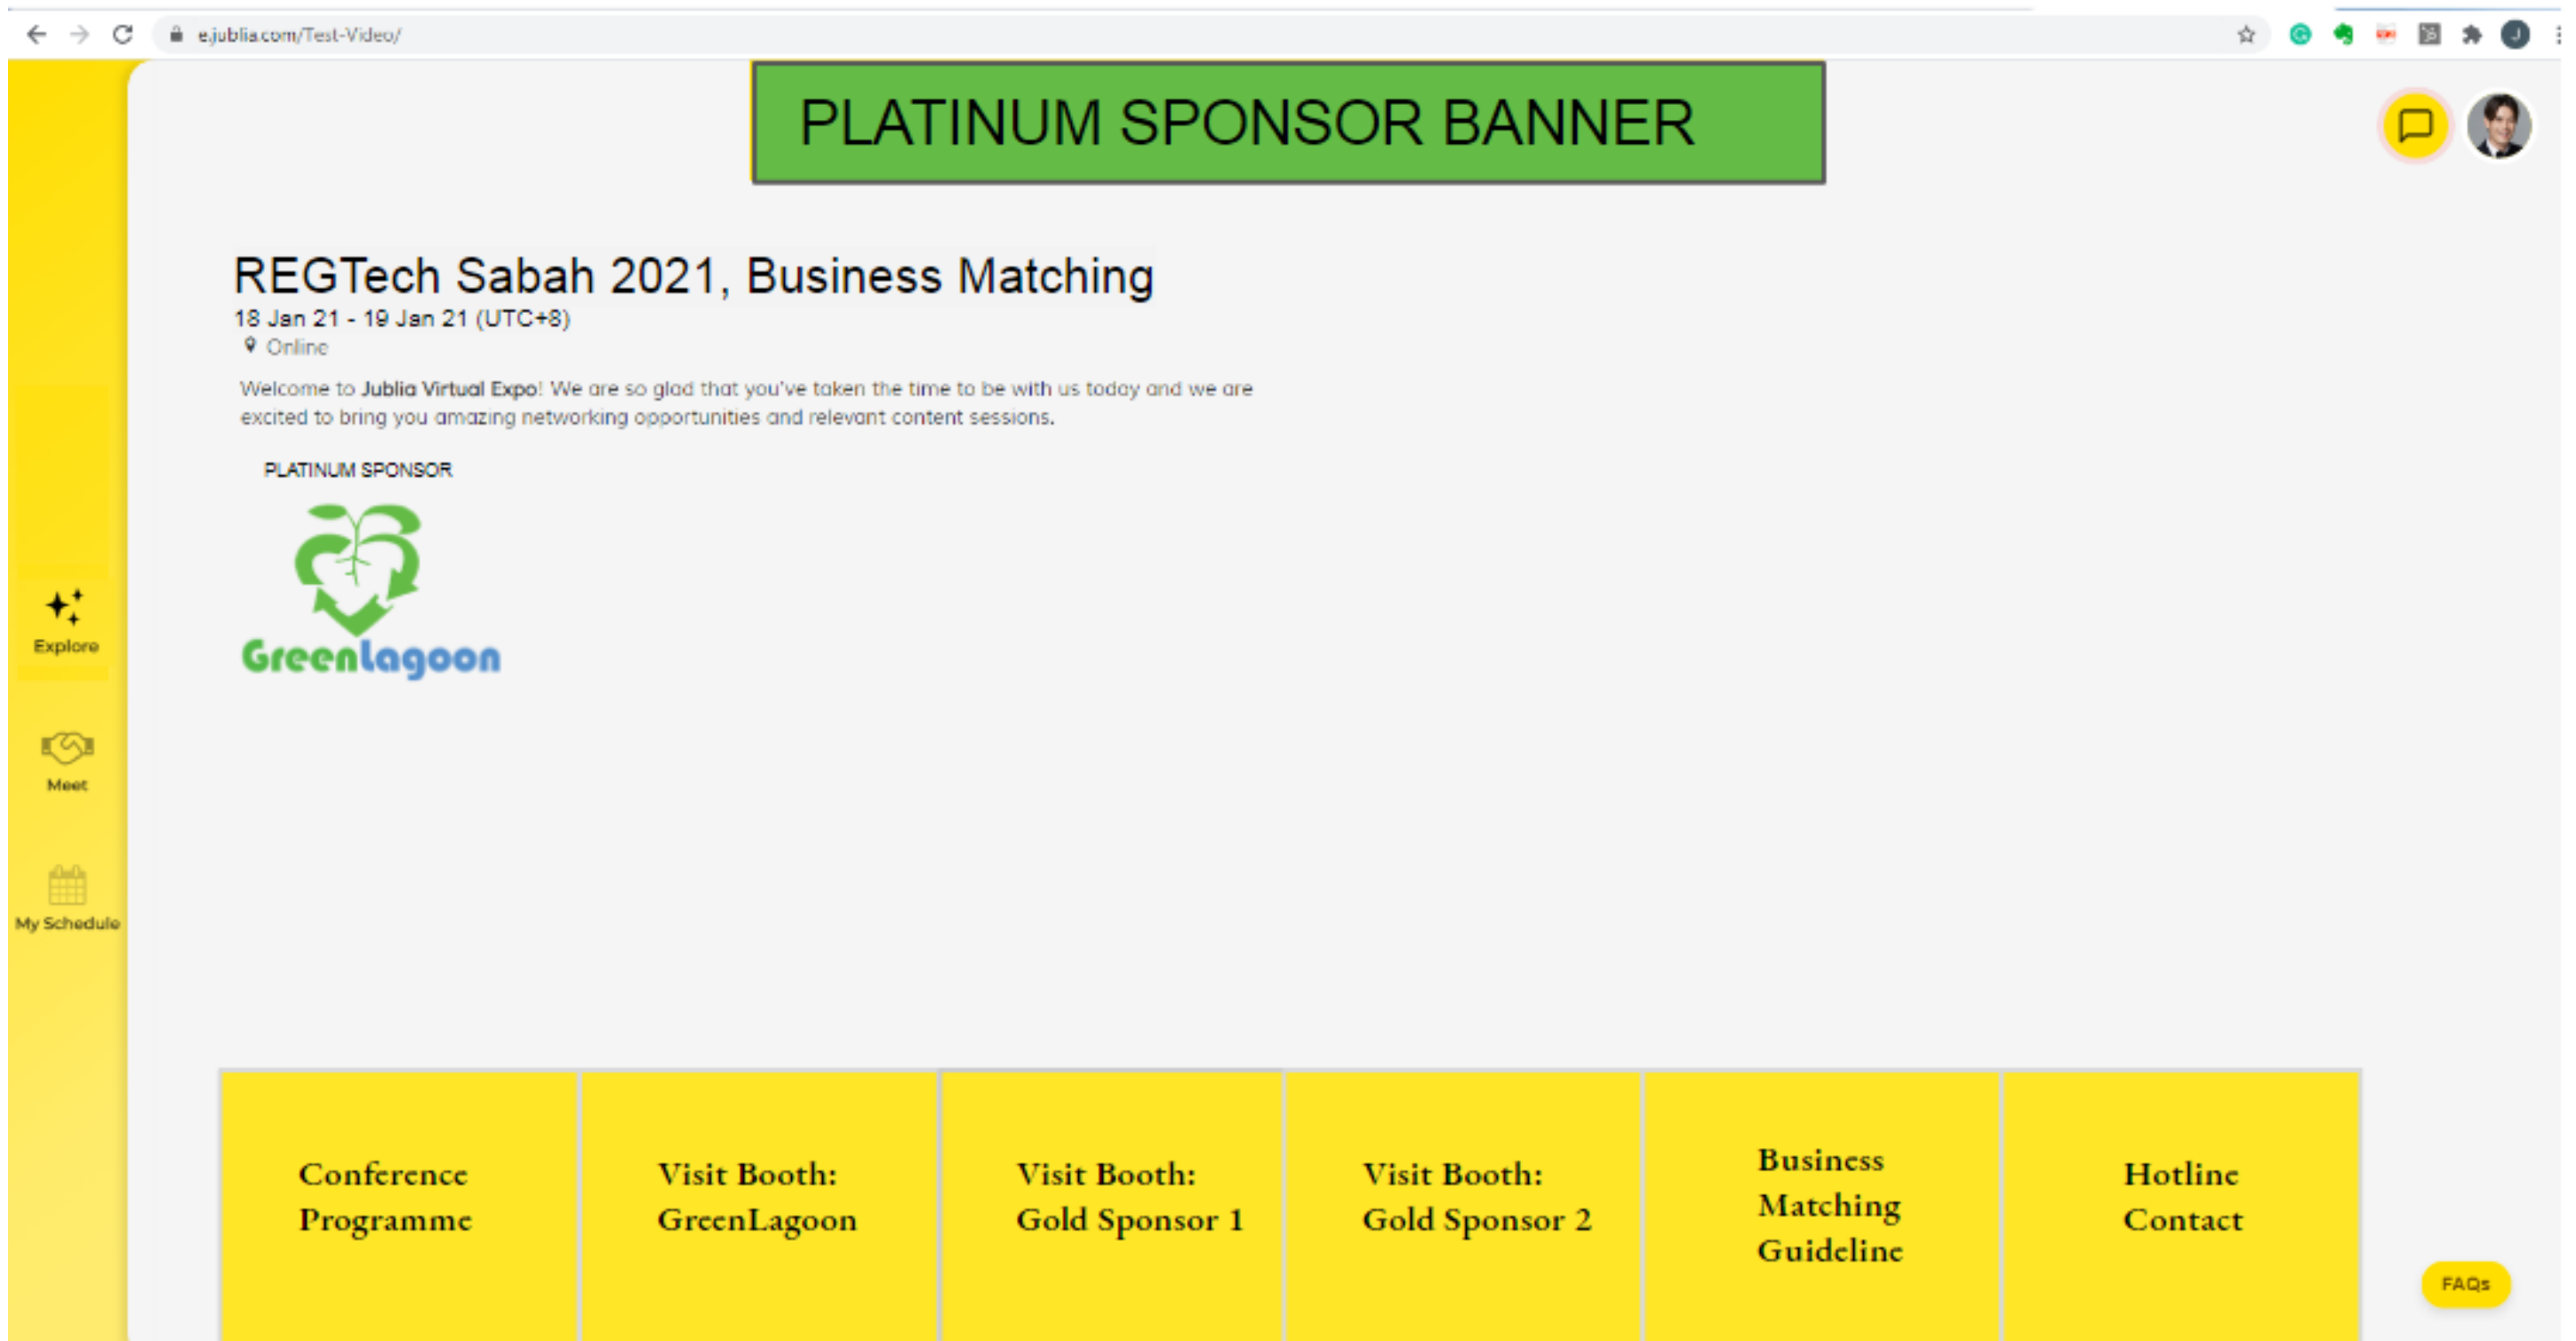 e.jublia.com/Test-Video/
PLATINUM SPONSOR BANNER
REGTech Sabah 2021, Business Matching
18 Jan 21 - 19 Jan 21 (UTC+8)
Online
Welcome to Jublia Virtual Expo! We are so glad that you've taken the time to be with us today and we are
excited to bring you amazing networking opportunities and relevant content sessions.
PLATINUM SPONSOR
GreenLagoon
Explore
Meet
My Schedule
Conference
Programme
Visit Booth:
GreenLagoon
Visit Booth:
Gold Sponsor 1
Visit Booth:
Gold Sponsor 2
Business
Matching
Guideline
Hotline
Contact
FAQs
J